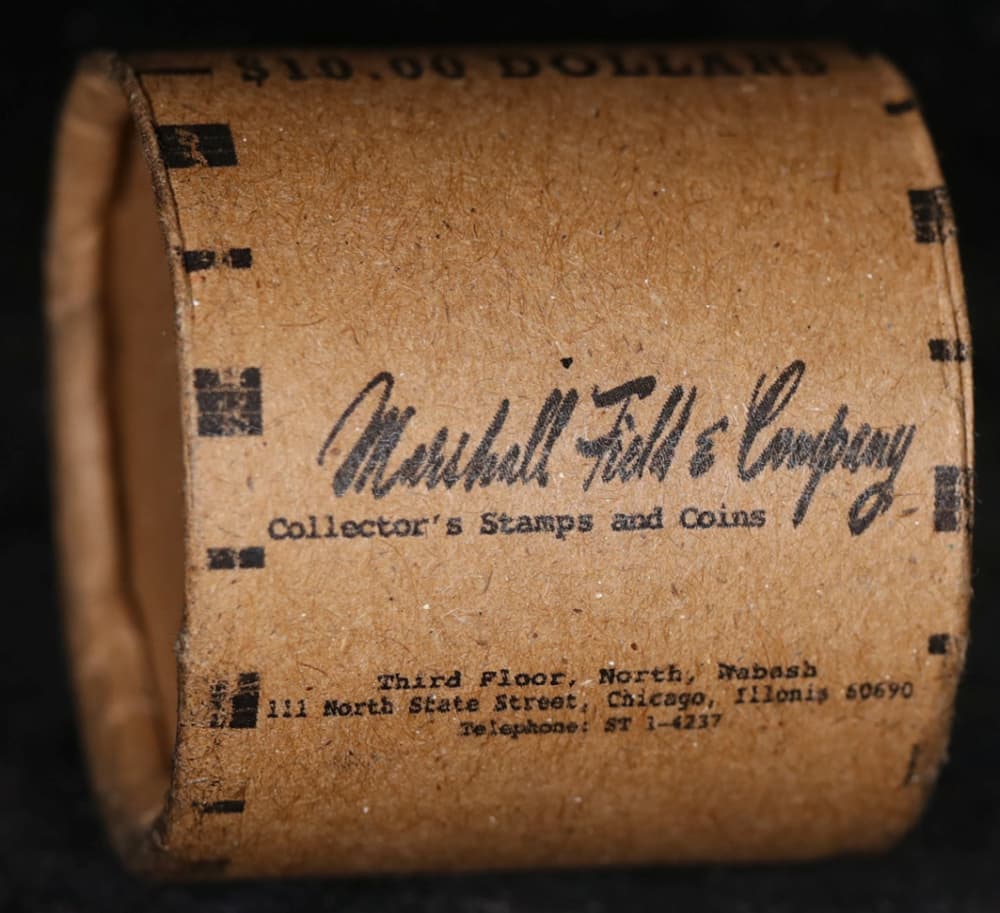 $10.00 DOLLARS
Marshall Field & Company
Collector's Stamps and Coins
Third Floor, North, Wabash
111 North State Street, Chicago, Illonis 60690
Telephone: ST 1-4237